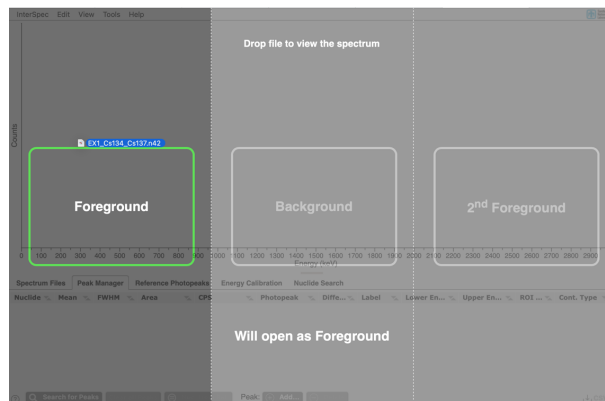 InterSpec Edit View Tools Help
Drop file to view the spectrum
Counts
EX1_Cs134_Cs137.n42
Foreground
Background
2nd Foreground
0 100 200 300 400 500 600 700 800 900 1000 1100 1200 1300 1400 1500 1600 1700 1800 1900 2000 2100 2200 2300 2400 2500 2600 2700 2800 2900
Energy (keV)
Spectrum Files Peak Manager Reference Photopeaks Energy Calibration Nuclide Search
Nuclide Mean FWHM Area CPS Photopeak Diffe... Label Lower En... Upper En... ROI ... Cont. Type
Will open as Foreground
Search for Peaks Peak: Add...